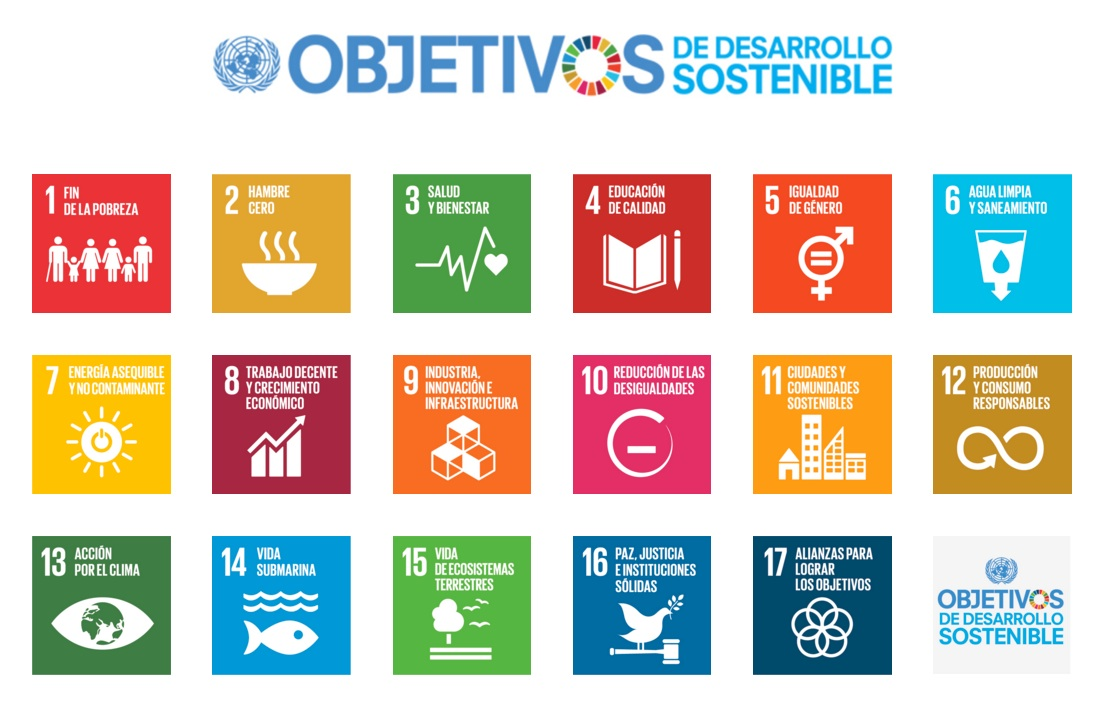 OBJETIVOS DE DESARROLLO
SOSTENIBLE
1 FIN
DE LA POBREZA
2 HAMBRE
CERO
3 SALUD
Y BIENESTAR
4 EDUCACIÓN
DE CALIDAD
5 IGUALDAD
DE GÉNERO
6 AGUA LIMPIA
Y SANEAMIENTO
7 ENERGÍA ASEQUIBLE
Y NO CONTAMINANTE
8 TRABAJO DECENTE
Y CRECIMIENTO
ECONÓMICO
9 INDUSTRIA,
INNOVACIÓN E
INFRAESTRUCTURA
10 REDUCCIÓN DE LAS
DESIGUALDADES
11 CIUDADES Y
COMUNIDADES
SOSTENIBLES
12 PRODUCCIÓN
Y CONSUMO
RESPONSABLES
13 ACCIÓN
POR EL CLIMA
14 VIDA
SUBMARINA
15 VIDA
DE ECOSISTEMAS
TERRESTRES
16 PAZ, JUSTICIA
E INSTITUCIONES
SÓLIDAS
17 ALIANZAS PARA
LOGRAR
LOS OBJETIVOS
OBJETIVOS
DE DESARROLLO
SOSTENIBLE